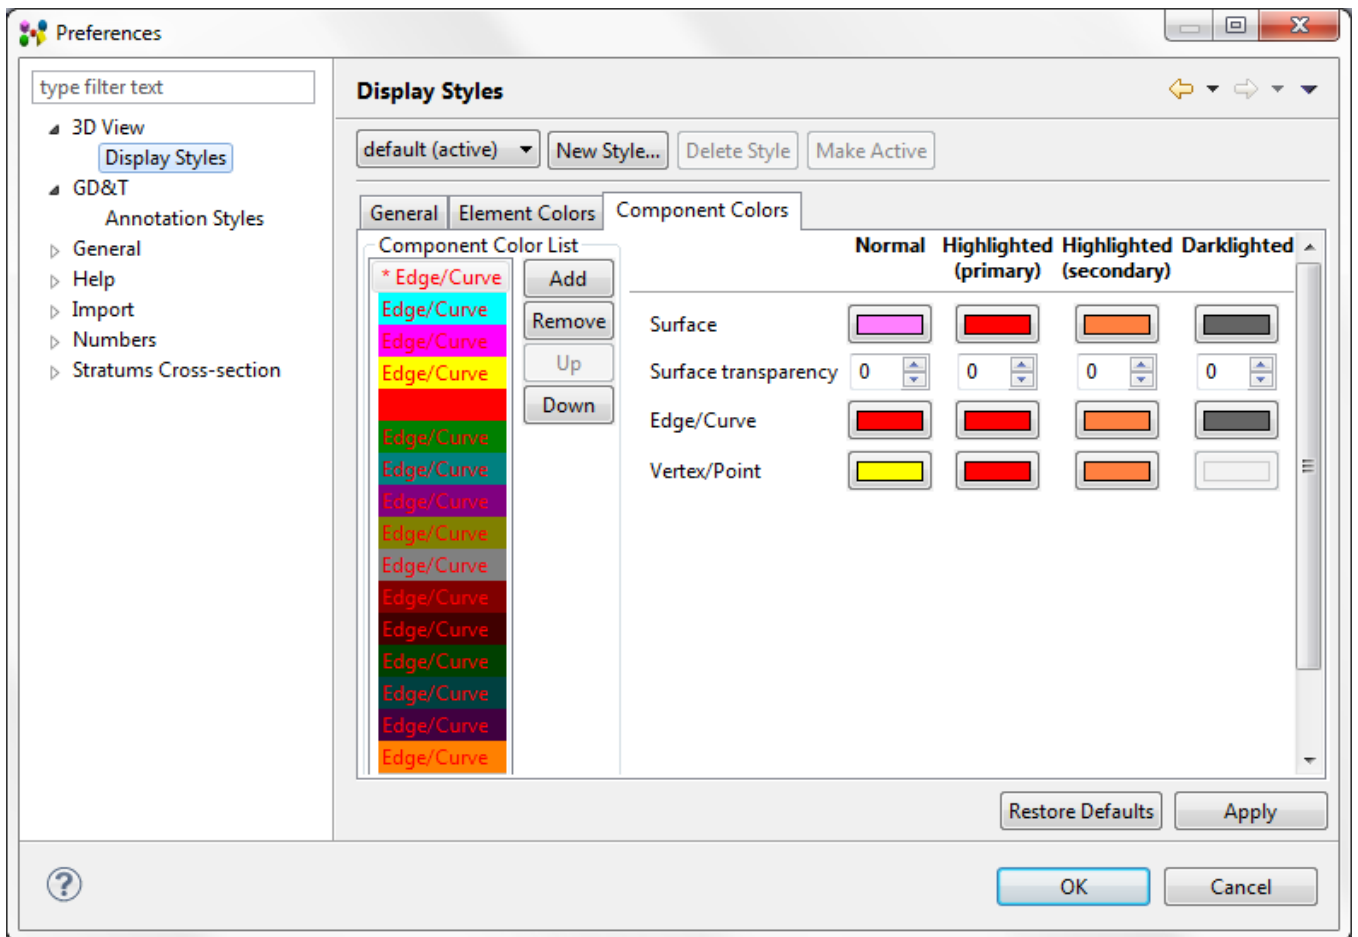 Preferences
type filter text
3D View
Display Styles
GD&T
Annotation Styles
General
Help
Import
Numbers
Stratums Cross-section
Display Styles
default (active) New Style... Delete Style Make Active
General Element Colors Component Colors
Component Color List
* Edge/Curve
Edge/Curve
Edge/Curve
Edge/Curve
Edge/Curve
Edge/Curve
Edge/Curve
Edge/Curve
Edge/Curve
Edge/Curve
Edge/Curve
Edge/Curve
Edge/Curve
Edge/Curve
Edge/Curve
Add
Remove
Up
Down
Normal Highlighted Highlighted Darklighted
(primary) (secondary)
Surface
Surface transparency 0 0 0 0
Edge/Curve
Vertex/Point
Restore Defaults Apply
? OK Cancel